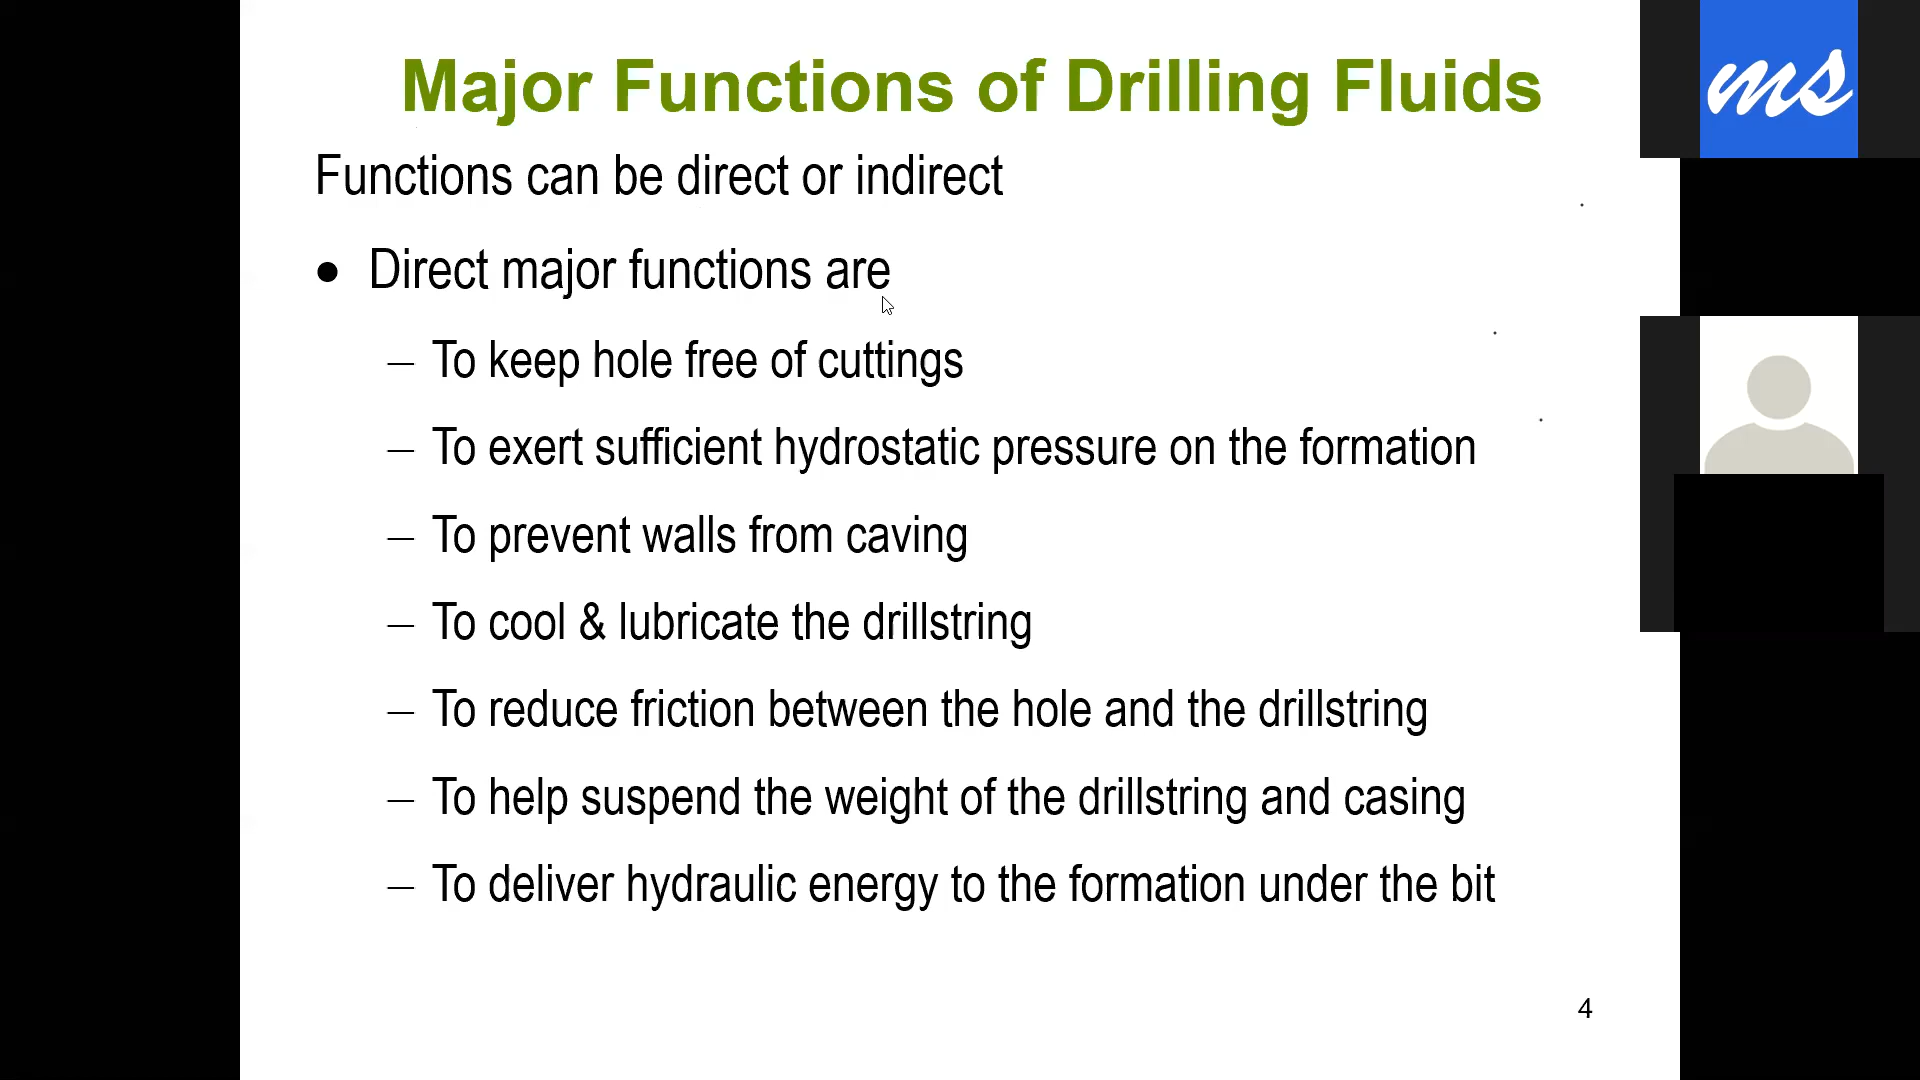 Major Functions of Drilling Fluids
ms
Functions can be direct or indirect
• Direct major functions are
– To keep hole free of cuttings
– To exert sufficient hydrostatic pressure on the formation
– To prevent walls from caving
– To cool & lubricate the drillstring
– To reduce friction between the hole and the drillstring
– To help suspend the weight of the drillstring and casing
– To deliver hydraulic energy to the formation under the bit
4